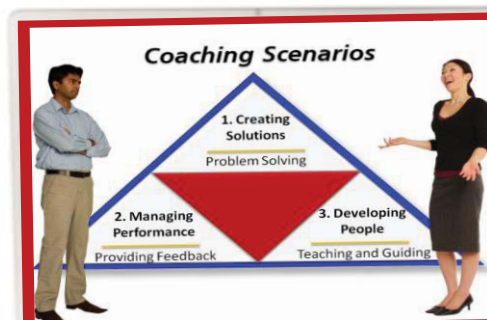 Coaching Scenarios
1. Creating
Solutions
Problem Solving
2. Managing
Performance
Providing Feedback
3. Developing
People
Teaching and Guiding